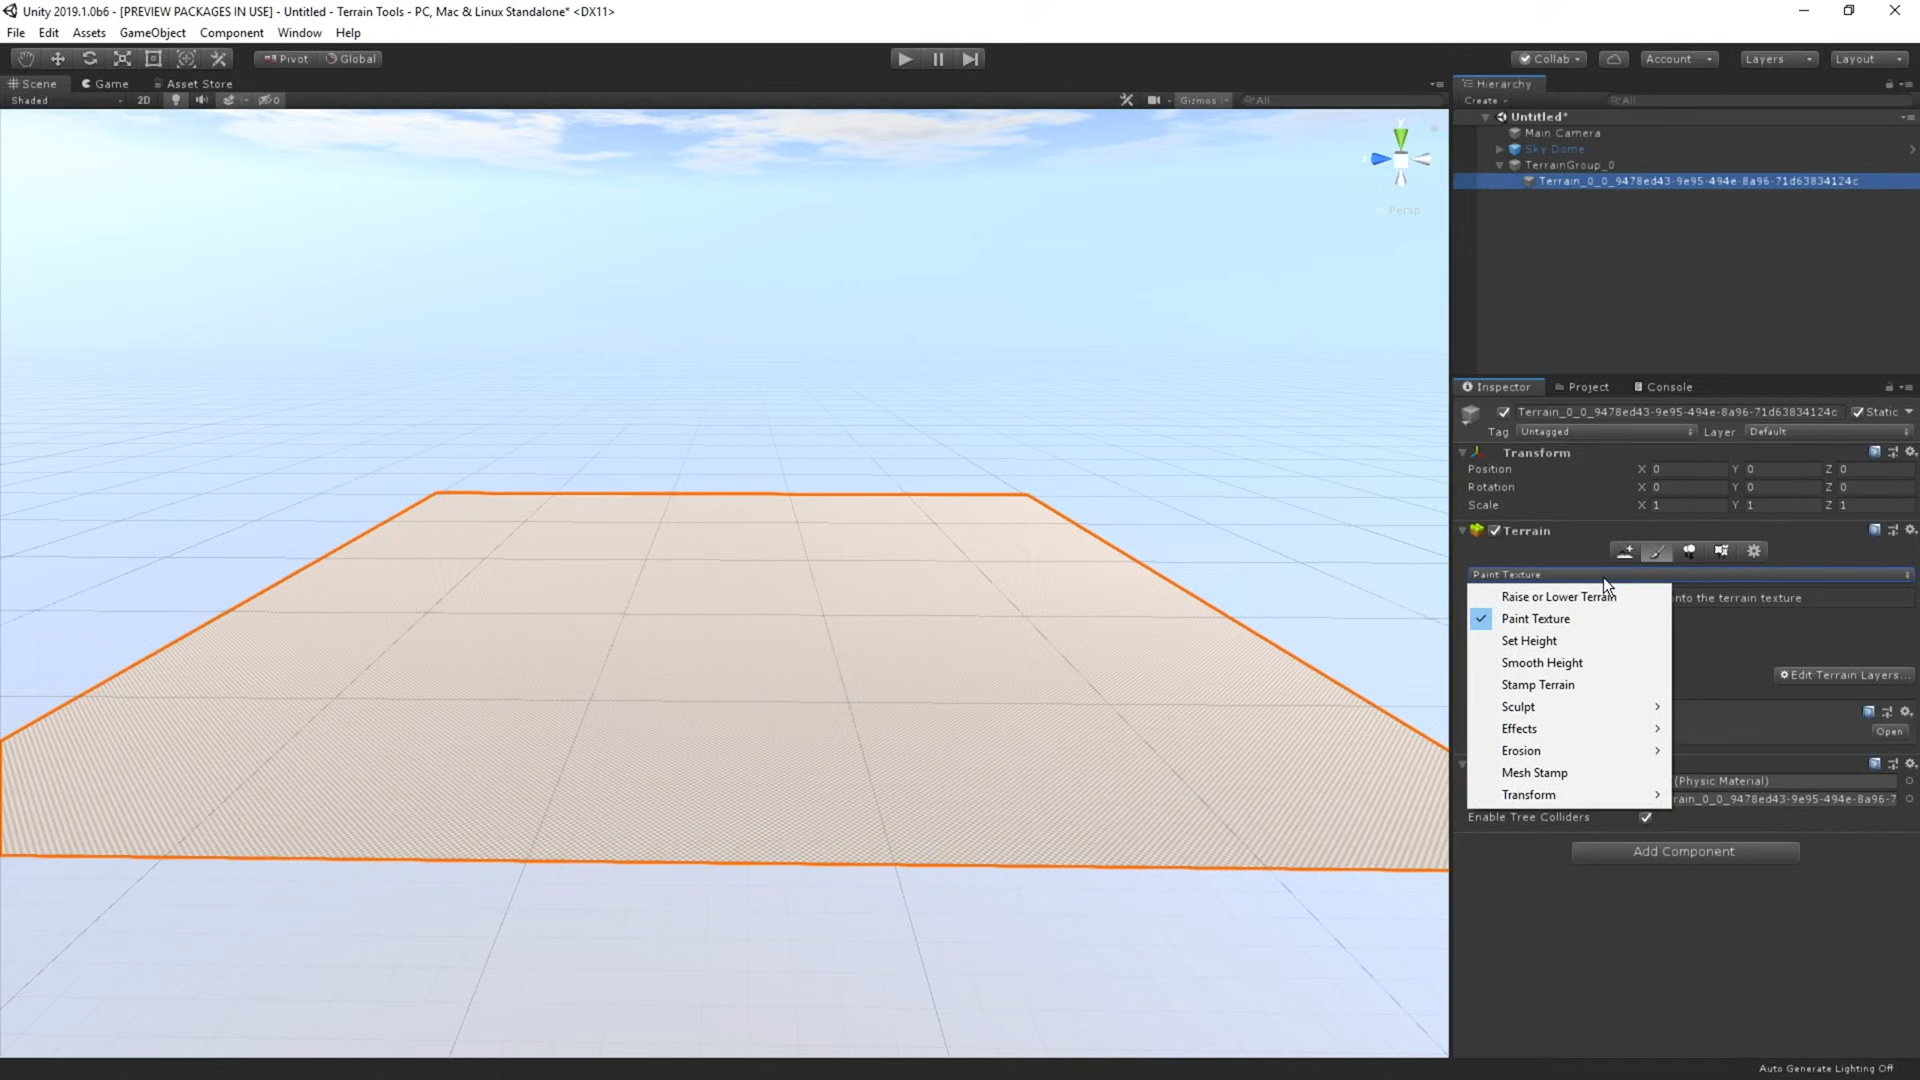 Unity 2019.1.0b6 - [PREVIEW PACKAGES IN USE] - Untitled - Terrain Tools - PC, Mac & Linux Standalone* <DX11>
File Edit Assets GameObject Component Window Help
Pivot Global Collab Account Layers Layout
Scene Game Asset Store
Shaded 2D 0 Gizmos All
y
z
Persp
Hierarchy
Create All
Untitled*
Main Camera
Sky Dome
TerrainGroup_0
Terrain_0_0_9478ed43-9e95-494e-8a96-71d63834124c
Inspector Project Console
Terrain_0_0_9478ed43-9e95-494e-8a96-71d63834124c Static
Tag Untagged Layer Default
Transform
Position X 0 Y 0 Z 0
Rotation X 0 Y 0 Z 0
Scale X 1 Y 1 Z 1
Terrain
Paint Texture
Raise or Lower Terrain
nto the terrain texture
Paint Texture
Set Height
Smooth Height
Edit Terrain Layers...
Stamp Terrain
Sculpt
Effects
Open
Erosion
Mesh Stamp
(Physic Material)
Transform
rain_0_0_9478ed43-9e95-494e-8a96-7
Enable Tree Colliders
Add Component
Auto Generate Lighting Off